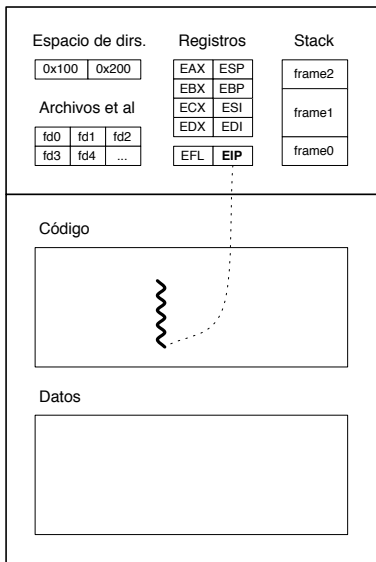 Espacio de dirs.
0x100 0x200
Archivos et al
fd0 fd1 fd2
fd3 fd4 ...
Registros
EAX ESP
EBX EBP
ECX ESI
EDX EDI
EFL EIP
Stack
frame2
frame1
frame0
Código
Datos